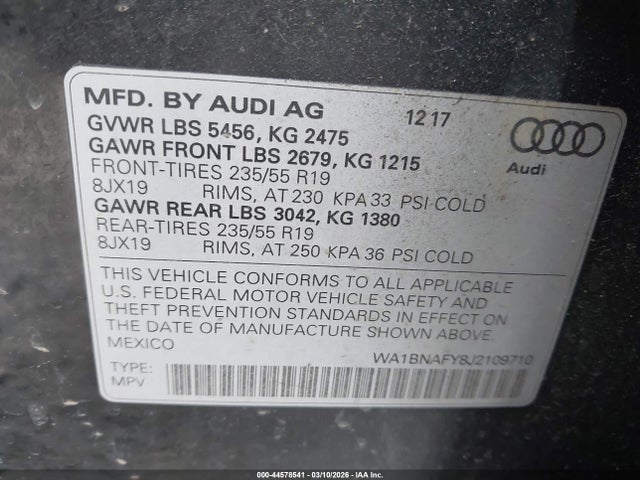 MFD. BY AUDI AG 12 17
GVWR LBS 5456, KG 2475
GAWR FRONT LBS 2679, KG 1215
FRONT-TIRES 235/55 R19
8JX19 RIMS, AT 230 KPA 33 PSI COLD
GAWR REAR LBS 3042, KG 1380
REAR-TIRES 235/55 R19
8JX19 RIMS, AT 250 KPA 36 PSI COLD
Audi
THIS VEHICLE CONFORMS TO ALL APPLICABLE
U.S. FEDERAL MOTOR VEHICLE SAFETY AND
THEFT PREVENTION STANDARDS IN EFFECT ON
THE DATE OF MANUFACTURE SHOWN ABOVE.
MEXICO
WA1BNAFY8J2109710
TYPE:
MPV
000-44578541 - 03/10/2026 - IAA Inc.